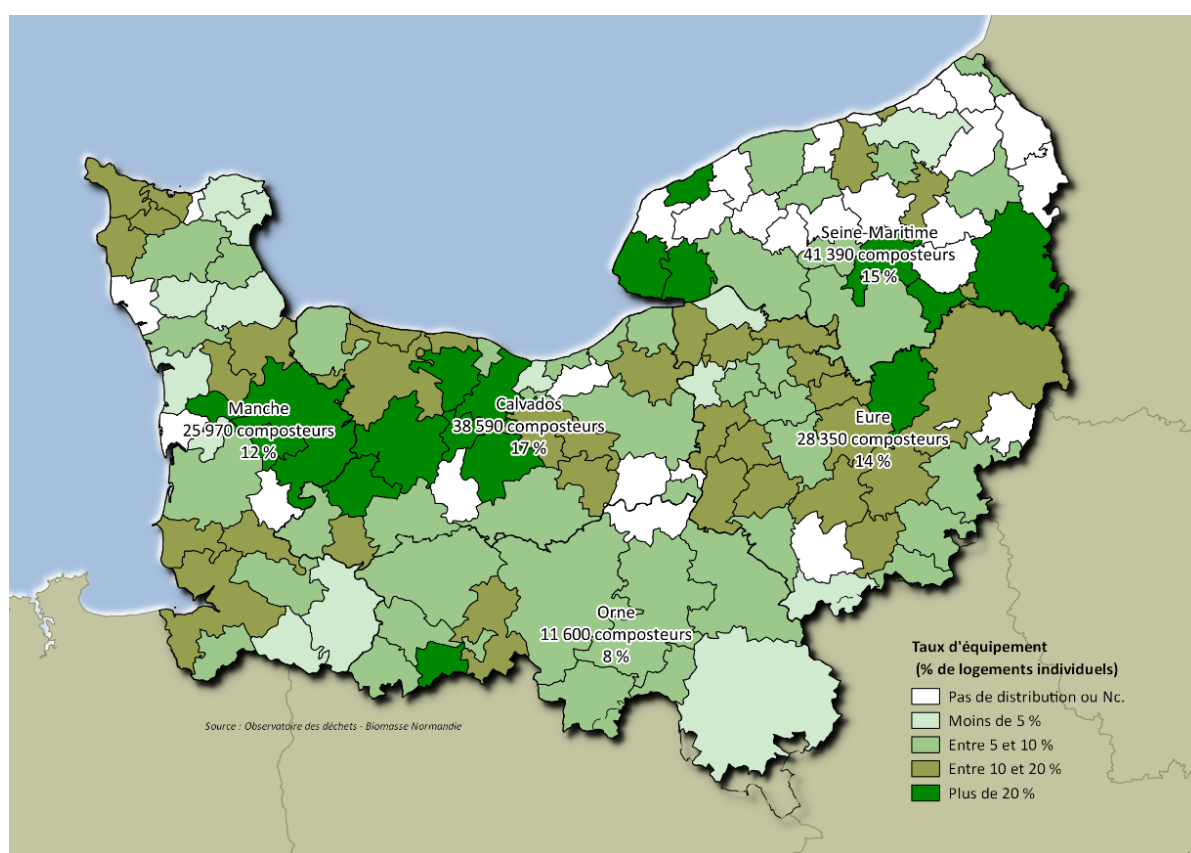 Seine-Maritime
41 390 composteurs
15 %
Manche
25 970 composteurs
12 %
Calvados
38 590 composteurs
17 %
Eure
28 350 composteurs
14 %
Orne
11 600 composteurs
8 %
Source : Observatoire des déchets - Biomasse Normandie
Taux d'équipement
(% de logements individuels)
Pas de distribution ou Nc.
Moins de 5 %
Entre 5 et 10 %
Entre 10 et 20 %
Plus de 20 %